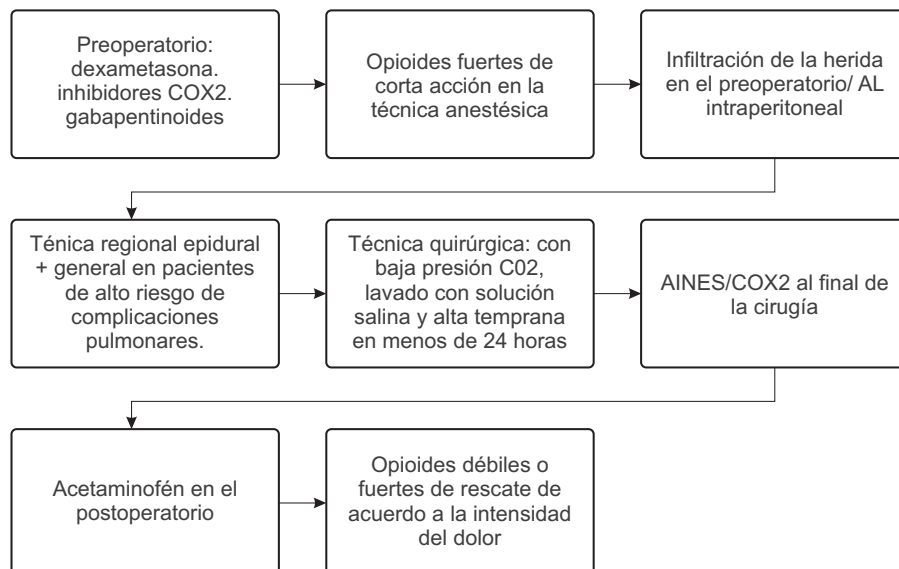 Preoperatorio:
dexametasona.
inhibidores COX2.
gabapentinoides
Opioides fuertes de
corta acción en la
técnica anestésica
Infiltración de la herida
en el preoperatorio/ AL
intraperitoneal
Ténica regional epidural
+ general en pacientes
de alto riesgo de
complicaciones
pulmonares.
Técnica quirúrgica: con
baja presión C02,
lavado con solución
salina y alta temprana
en menos de 24 horas
AINES/COX2 al final de
la cirugía
Acetaminofén en el
postoperatorio
Opioides débiles o
fuertes de rescate de
acuerdo a la intensidad
del dolor